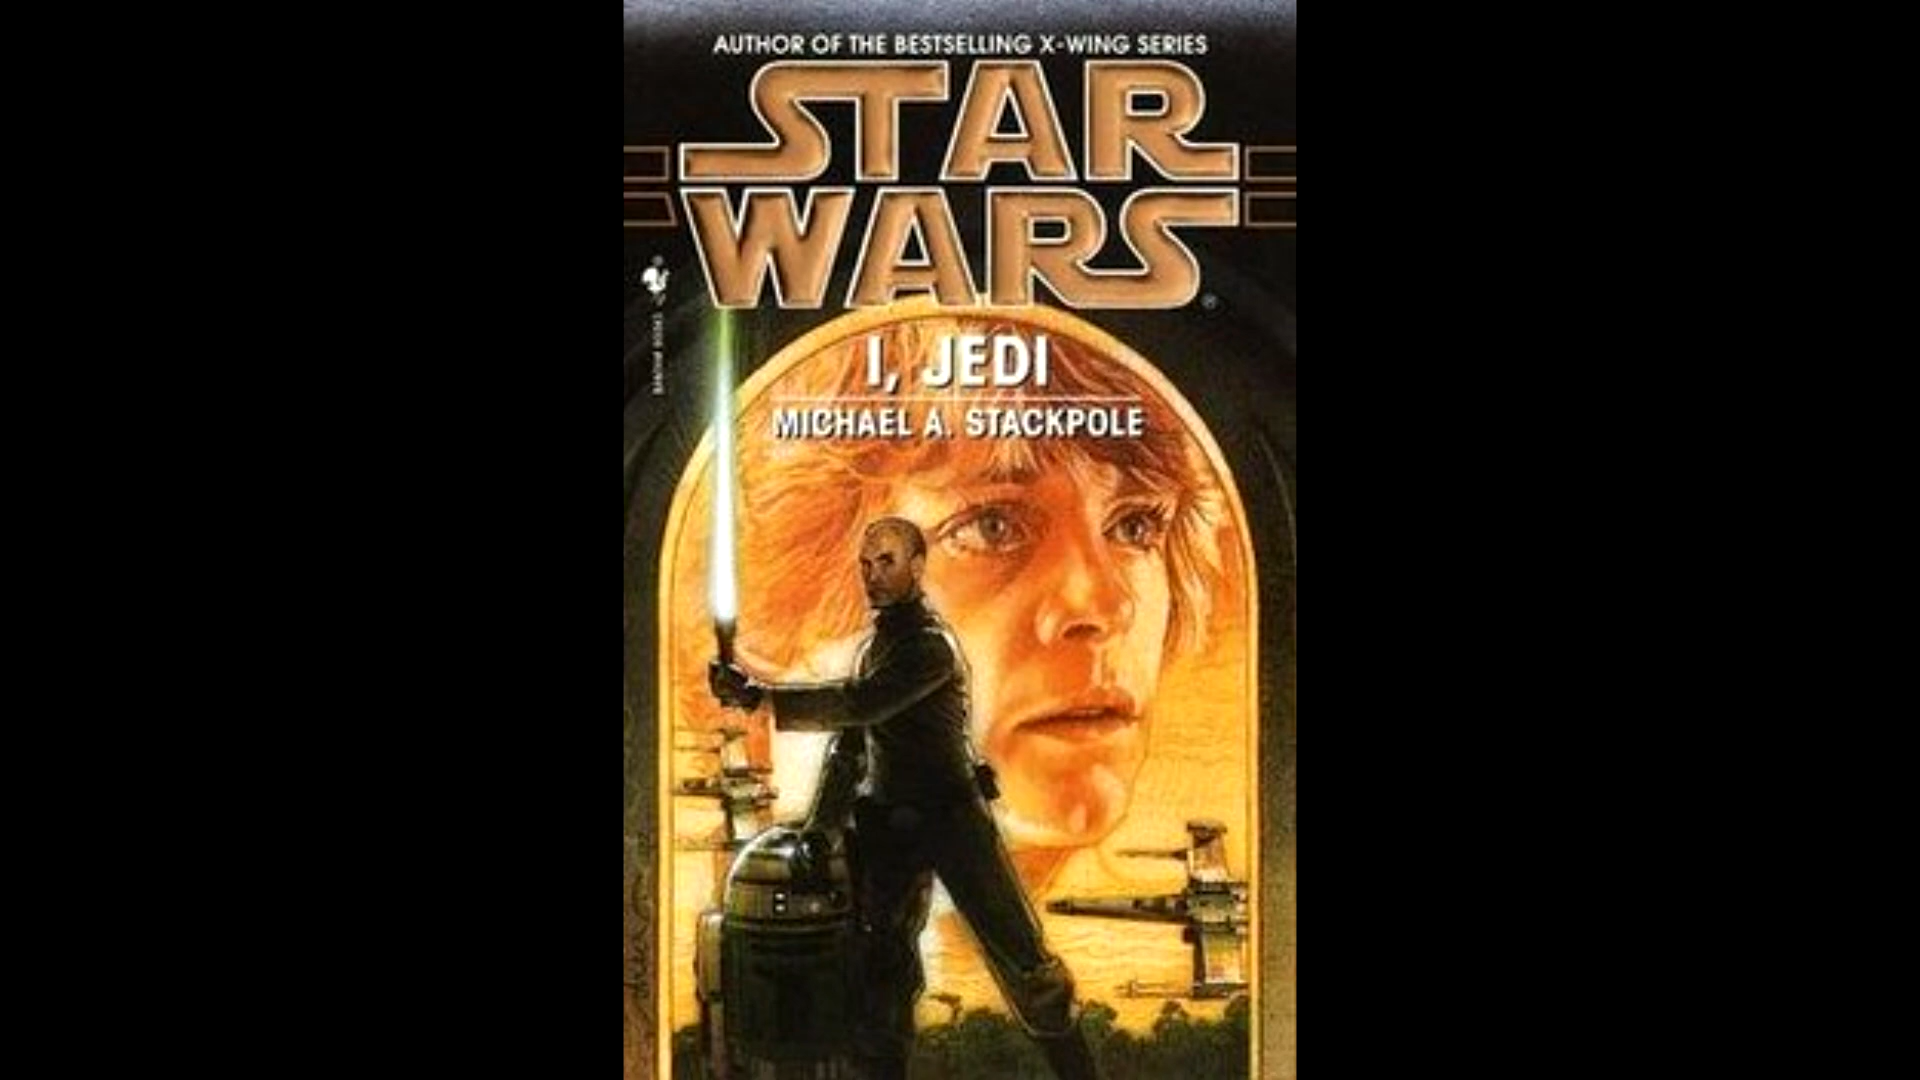 AUTHOR OF THE BESTSELLING X-WING SERIES
STAR
WARS
I, JEDI
MICHAEL A. STACKPOLE